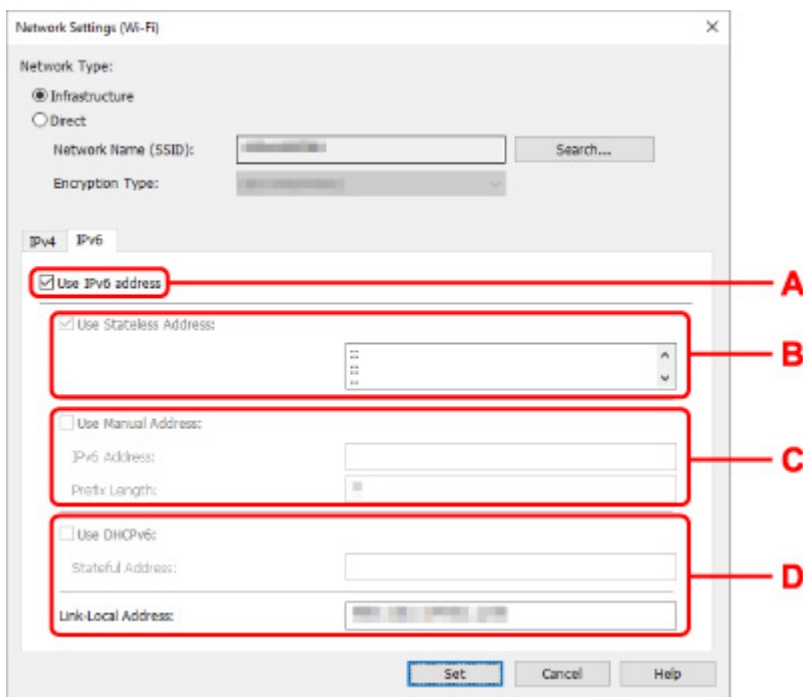 Network Settings (Wi-Fi)
Network Type:
Infrastructure
Direct
Network Name (SSID):
Search...
Encryption Type:
IPv4 IPv6
Use IPv6 address
A
Use Stateless Address:
::
::
::
B
Use Manual Address:
IPv6 Address:
Prefix Length:
C
Use DHCPv6:
Stateful Address:
Link-Local Address:
D
Set Cancel Help